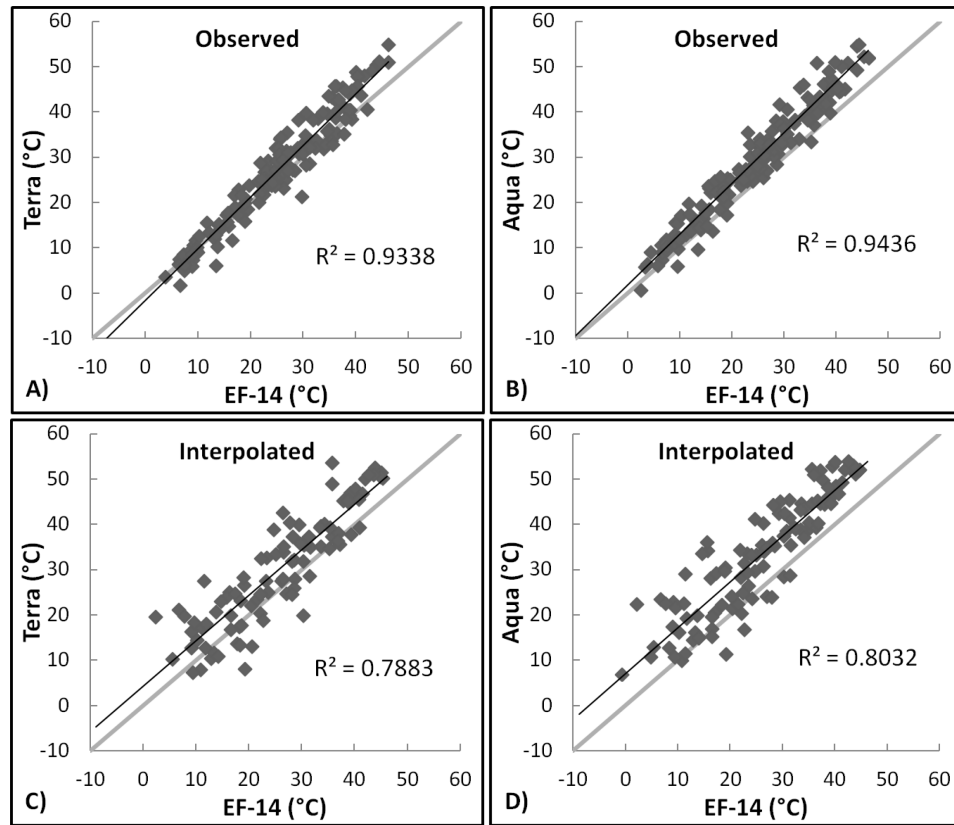 Observed
60
50
40
30
20
10
0
-10
Terra (°C)
R² = 0.9338
-10 0 10 20 30 40 50 60
A) EF-14 (°C)
Observed
60
50
40
30
20
10
0
-10
Aqua (°C)
R² = 0.9436
-10 0 10 20 30 40 50 60
B) EF-14 (°C)
Interpolated
60
50
40
30
20
10
0
-10
Terra (°C)
R² = 0.7883
-10 0 10 20 30 40 50 60
C) EF-14 (°C)
Interpolated
60
50
40
30
20
10
0
-10
Aqua (°C)
R² = 0.8032
-10 0 10 20 30 40 50 60
D) EF-14 (°C)